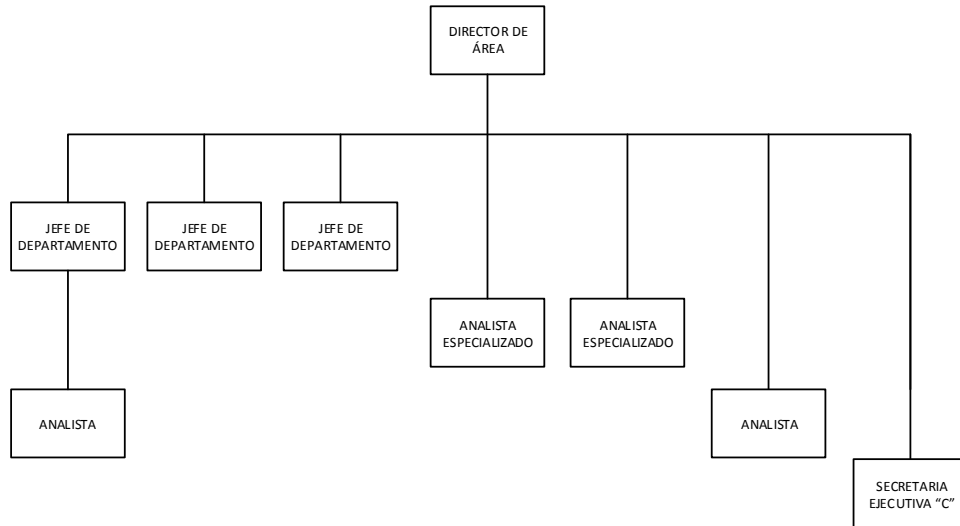 DIRECTOR DE
ÁREA
JEFE DE
DEPARTAMENTO
JEFE DE
DEPARTAMENTO
JEFE DE
DEPARTAMENTO
ANALISTA
ESPECIALIZADO
ANALISTA
ESPECIALIZADO
ANALISTA
ANALISTA
SECRETARIA
EJECUTIVA “C”